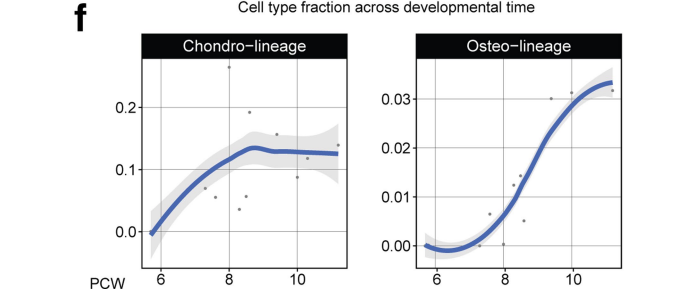 f
Cell type fraction across developmental time
Chondro−lineage
Osteo−lineage
0.2
0.1
0.0
0.03
0.02
0.01
0.00
PCW
6 8 10
6 8 10